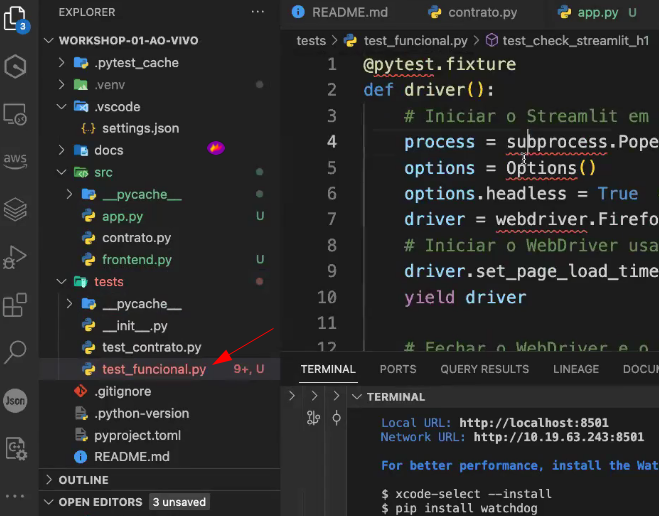 3
EXPLORER
···
WORKSHOP-01-AO-VIVO
.pytest_cache
.venv
.vscode
{} settings.json
docs
src
__pycache__
app.py U
contrato.py
frontend.py U
tests
__pycache__
__init__.py
test_contrato.py
test_funcional.py 9+, U
.gitignore
.python-version
pyproject.toml
README.md
OUTLINE
OPEN EDITORS 3 unsaved
aws
Json
README.md contrato.py app.py U
tests > test_funcional.py > test_check_streamlit_h1
1 @pytest.fixture
2 def driver():
3 # Iniciar o Streamlit em
4 process = subprocess.Pope
5 options = Options()
6 options.headless = True
7 driver = webdriver.Firefo
8 # Iniciar o WebDriver usa
9 driver.set_page_load_time
10 yield driver
11
12 # Fechar o WebDriver e o
TERMINAL PORTS QUERY RESULTS LINEAGE DOCU
TERMINAL
Local URL: http://localhost:8501
Network URL: http://10.19.63.243:8501
For better performance, install the Wat
$ xcode-select --install
$ pip install watchdog